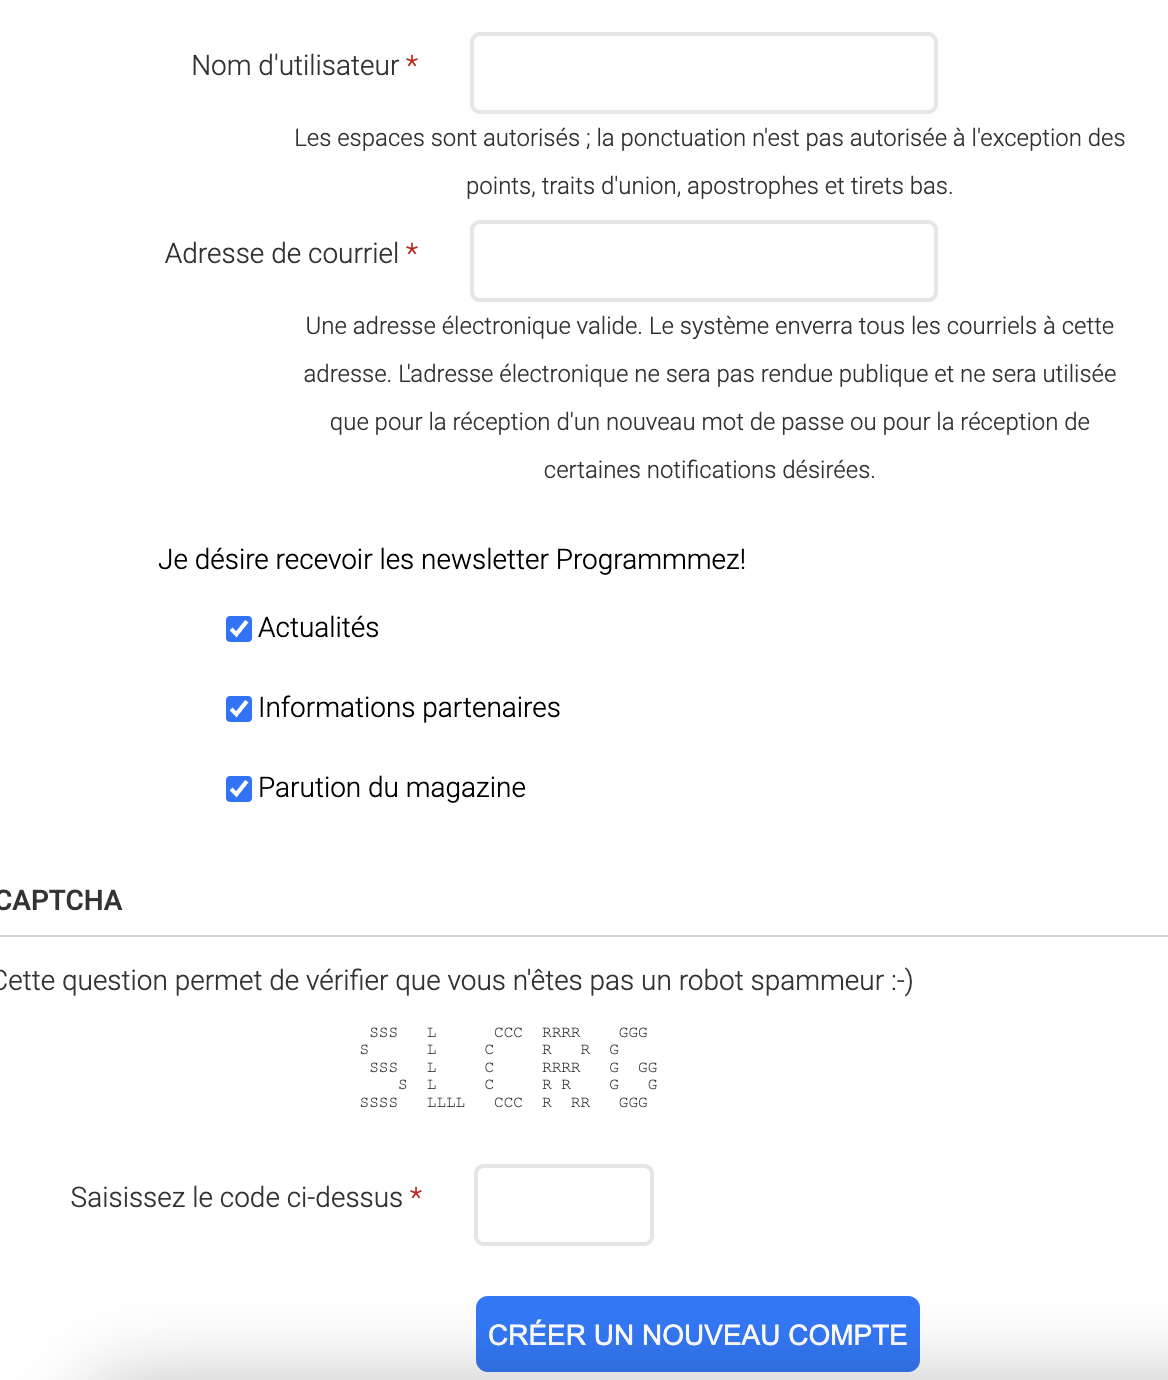 Nom d'utilisateur *
Les espaces sont autorisés ; la ponctuation n'est pas autorisée à l'exception des
points, traits d'union, apostrophes et tirets bas.
Adresse de courriel *
Une adresse électronique valide. Le système enverra tous les courriels à cette
adresse. L'adresse électronique ne sera pas rendue publique et ne sera utilisée
que pour la réception d'un nouveau mot de passe ou pour la réception de
certaines notifications désirées.
Je désire recevoir les newsletter Programmmez!
Actualités
Informations partenaires
Parution du magazine
CAPTCHA
Cette question permet de vérifier que vous n'êtes pas un robot spammeur :-)
 SSS   L      CCC  RRRR    GGG
S      L     C     R   R  G
 SSS   L     C     RRRR   G  GG
    S  L     C     R R    G   G
SSSS   LLLL   CCC  R  RR   GGG
Saisissez le code ci-dessus *
CRÉER UN NOUVEAU COMPTE